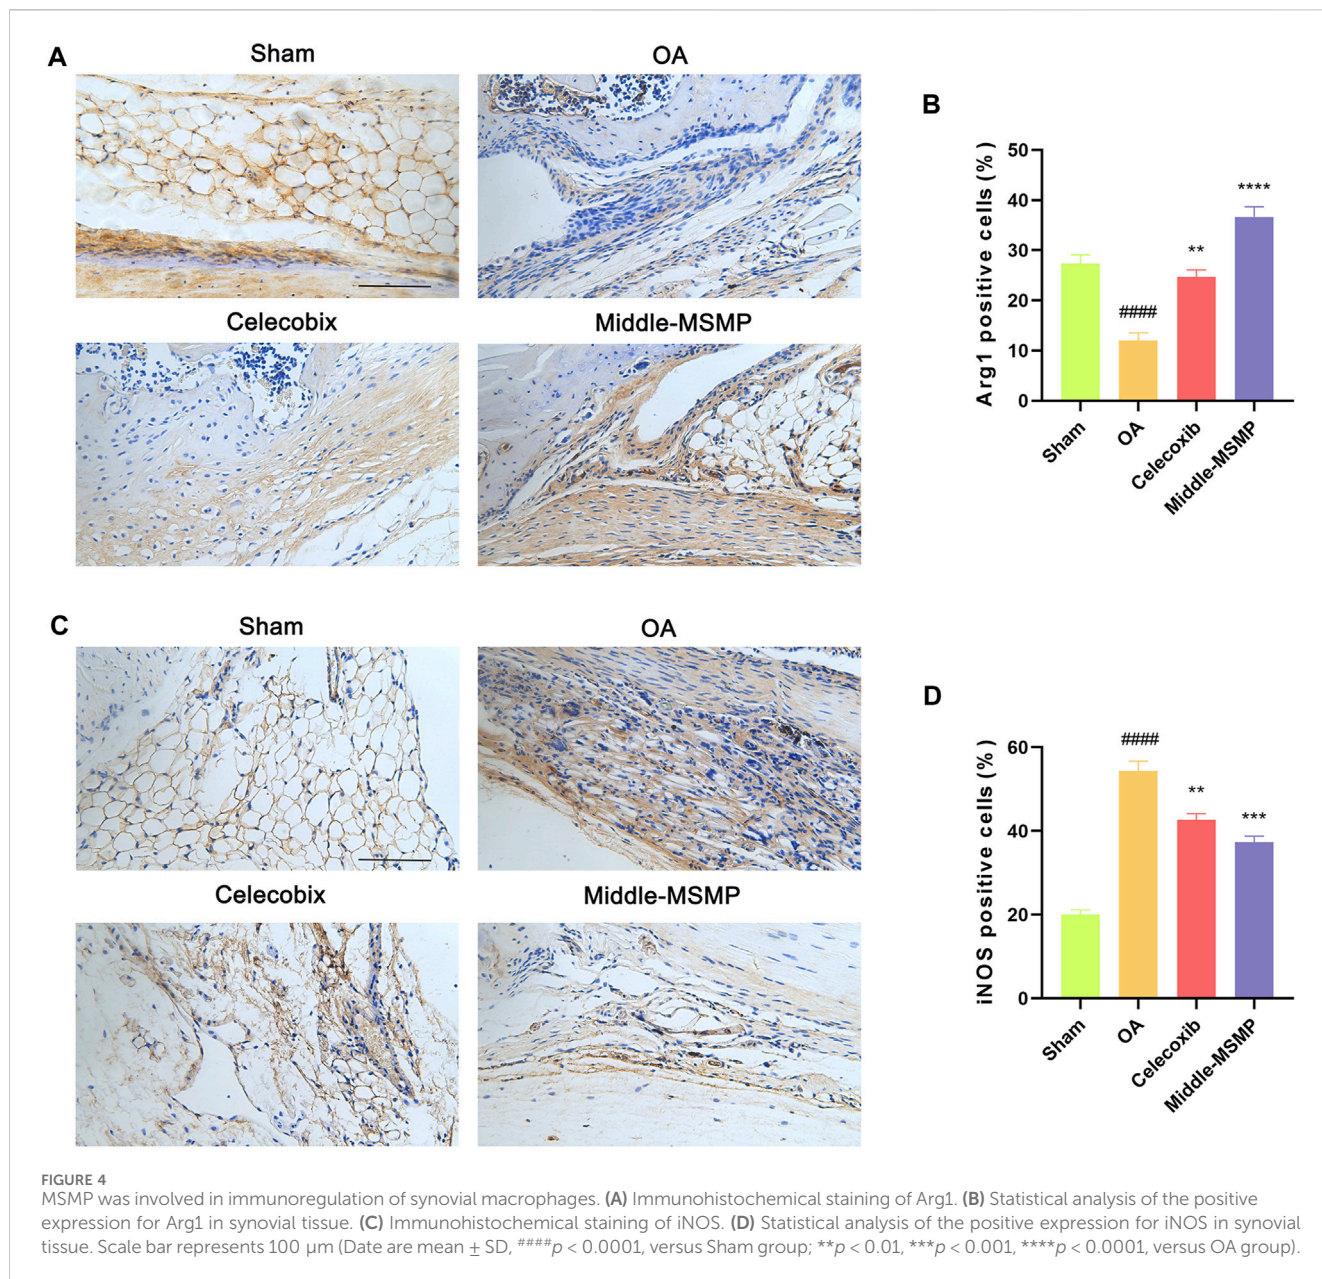 A
Sham
OA
Celecobix
Middle-MSMP
B
Arg1 positive cells (%)
50
40
30
20
10
0
####
**
****
Sham
OA
Celecoxib
Middle-MSMP
C
Sham
OA
Celecobix
Middle-MSMP
D
iNOS positive cells (%)
60
40
20
0
####
**
***
Sham
OA
Celecoxib
Middle-MSMP
FIGURE 4
MSMP was involved in immunoregulation of synovial macrophages. (A) Immunohistochemical staining of Arg1. (B) Statistical analysis of the positive
expression for Arg1 in synovial tissue. (C) Immunohistochemical staining of iNOS. (D) Statistical analysis of the positive expression for iNOS in synovial
tissue. Scale bar represents 100 μm (Date are mean ± SD, ####p < 0.0001, versus Sham group; **p < 0.01, ***p < 0.001, ****p < 0.0001, versus OA group).